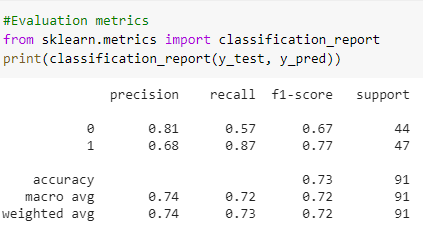 #Evaluation metrics
from sklearn.metrics import classification_report
print(classification_report(y_test, y_pred))
precision recall f1-score support
0 0.81 0.57 0.67 44
1 0.68 0.87 0.77 47
accuracy 0.73 91
macro avg 0.74 0.72 0.72 91
weighted avg 0.74 0.73 0.72 91